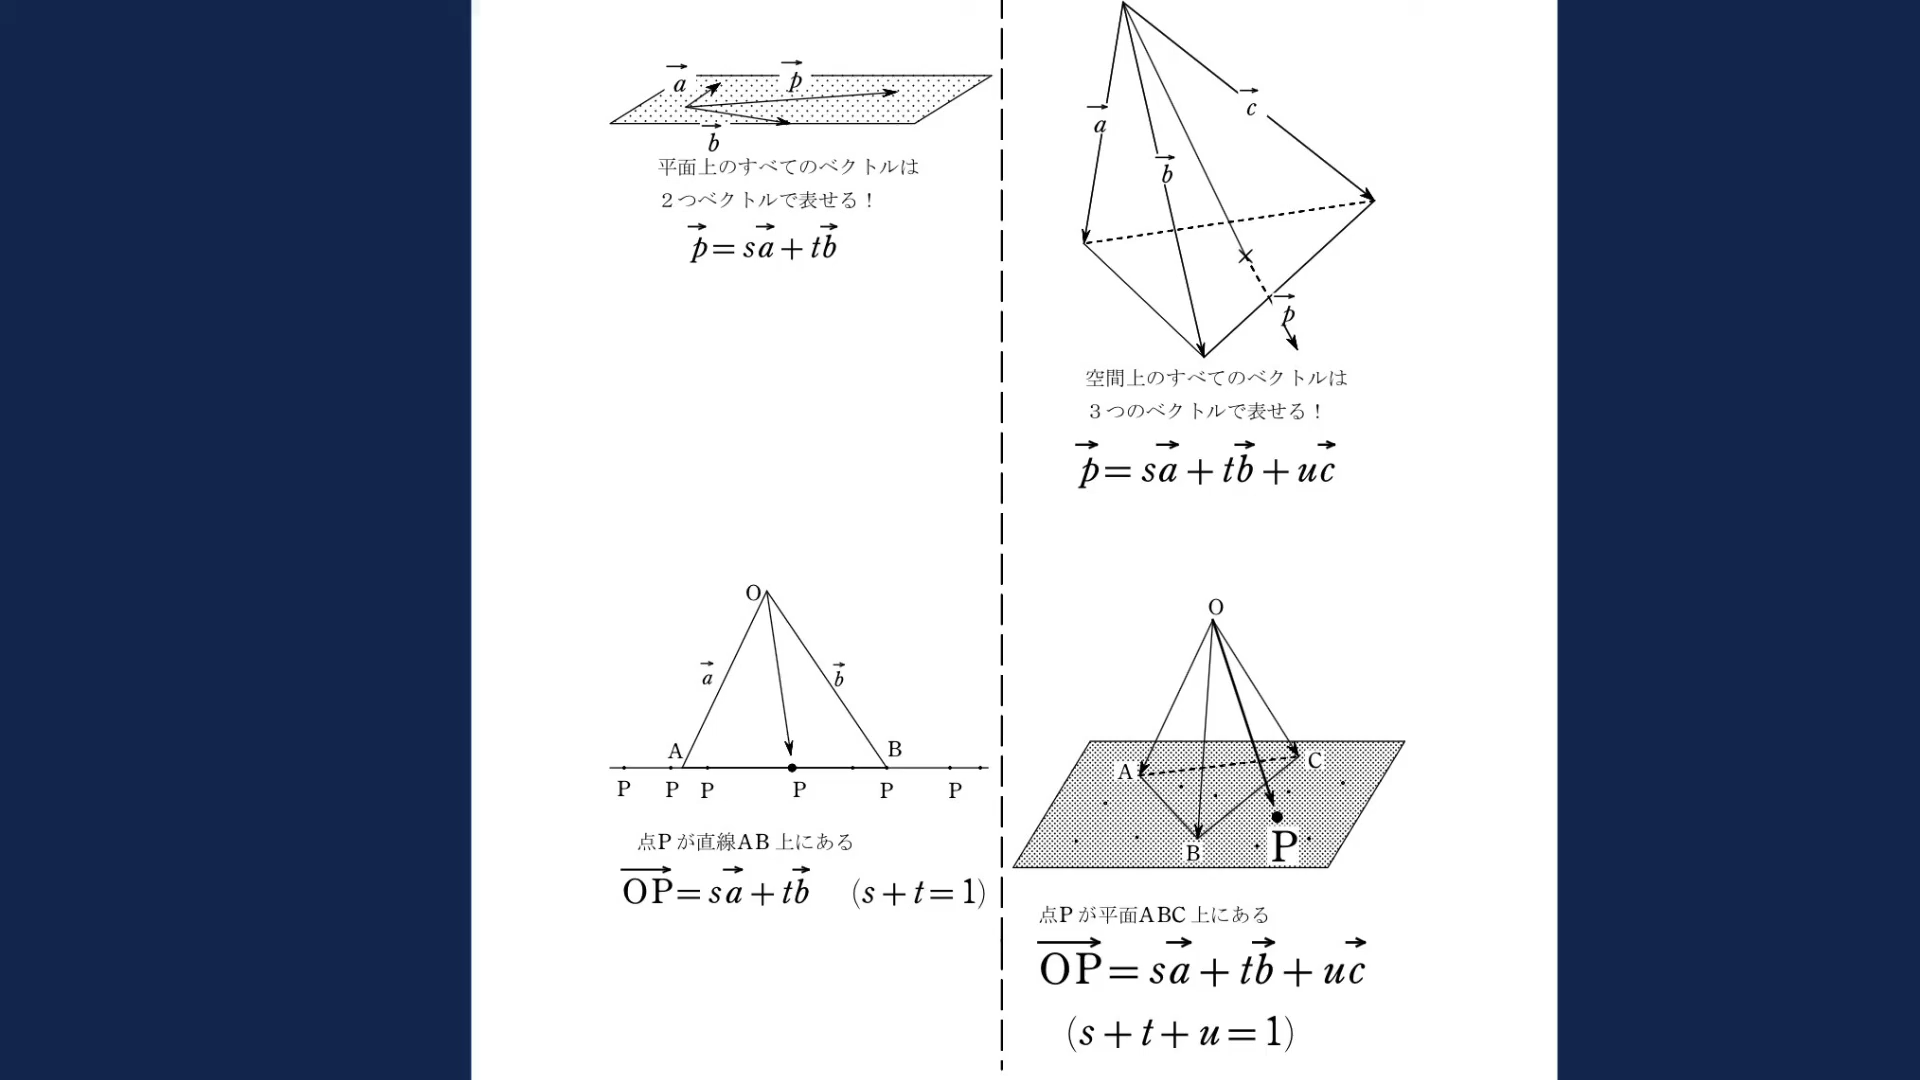 a→ p→
b→
平面上のすべてのベクトルは
2つベクトルで表せる！
p→ = sa→ + tb→
O
a→ b→
A B
P P P P P P
点Pが直線AB上にある
OP→ = sa→ + tb→ (s+t=1)
a→ b→ c→
p→
空間上のすべてのベクトルは
3つのベクトルで表せる！
p→ = sa→ + tb→ + uc→
O
A C
B P
点Pが平面ABC上にある
OP→ = sa→ + tb→ + uc→
(s+t+u=1)